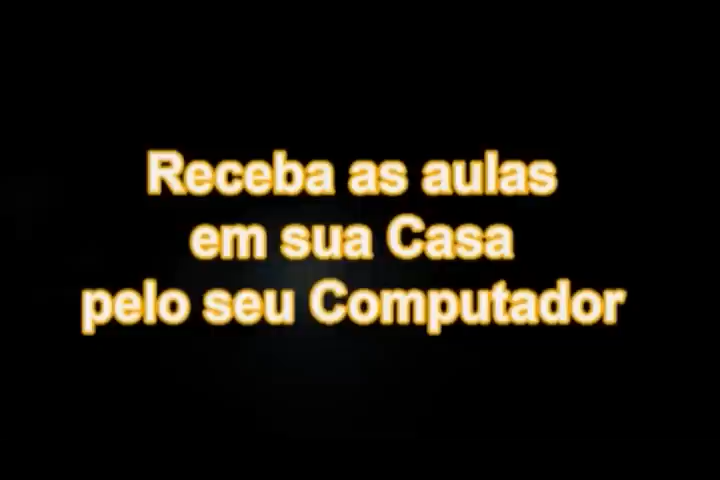 Receba as aulas
em sua Casa
pelo seu Computador